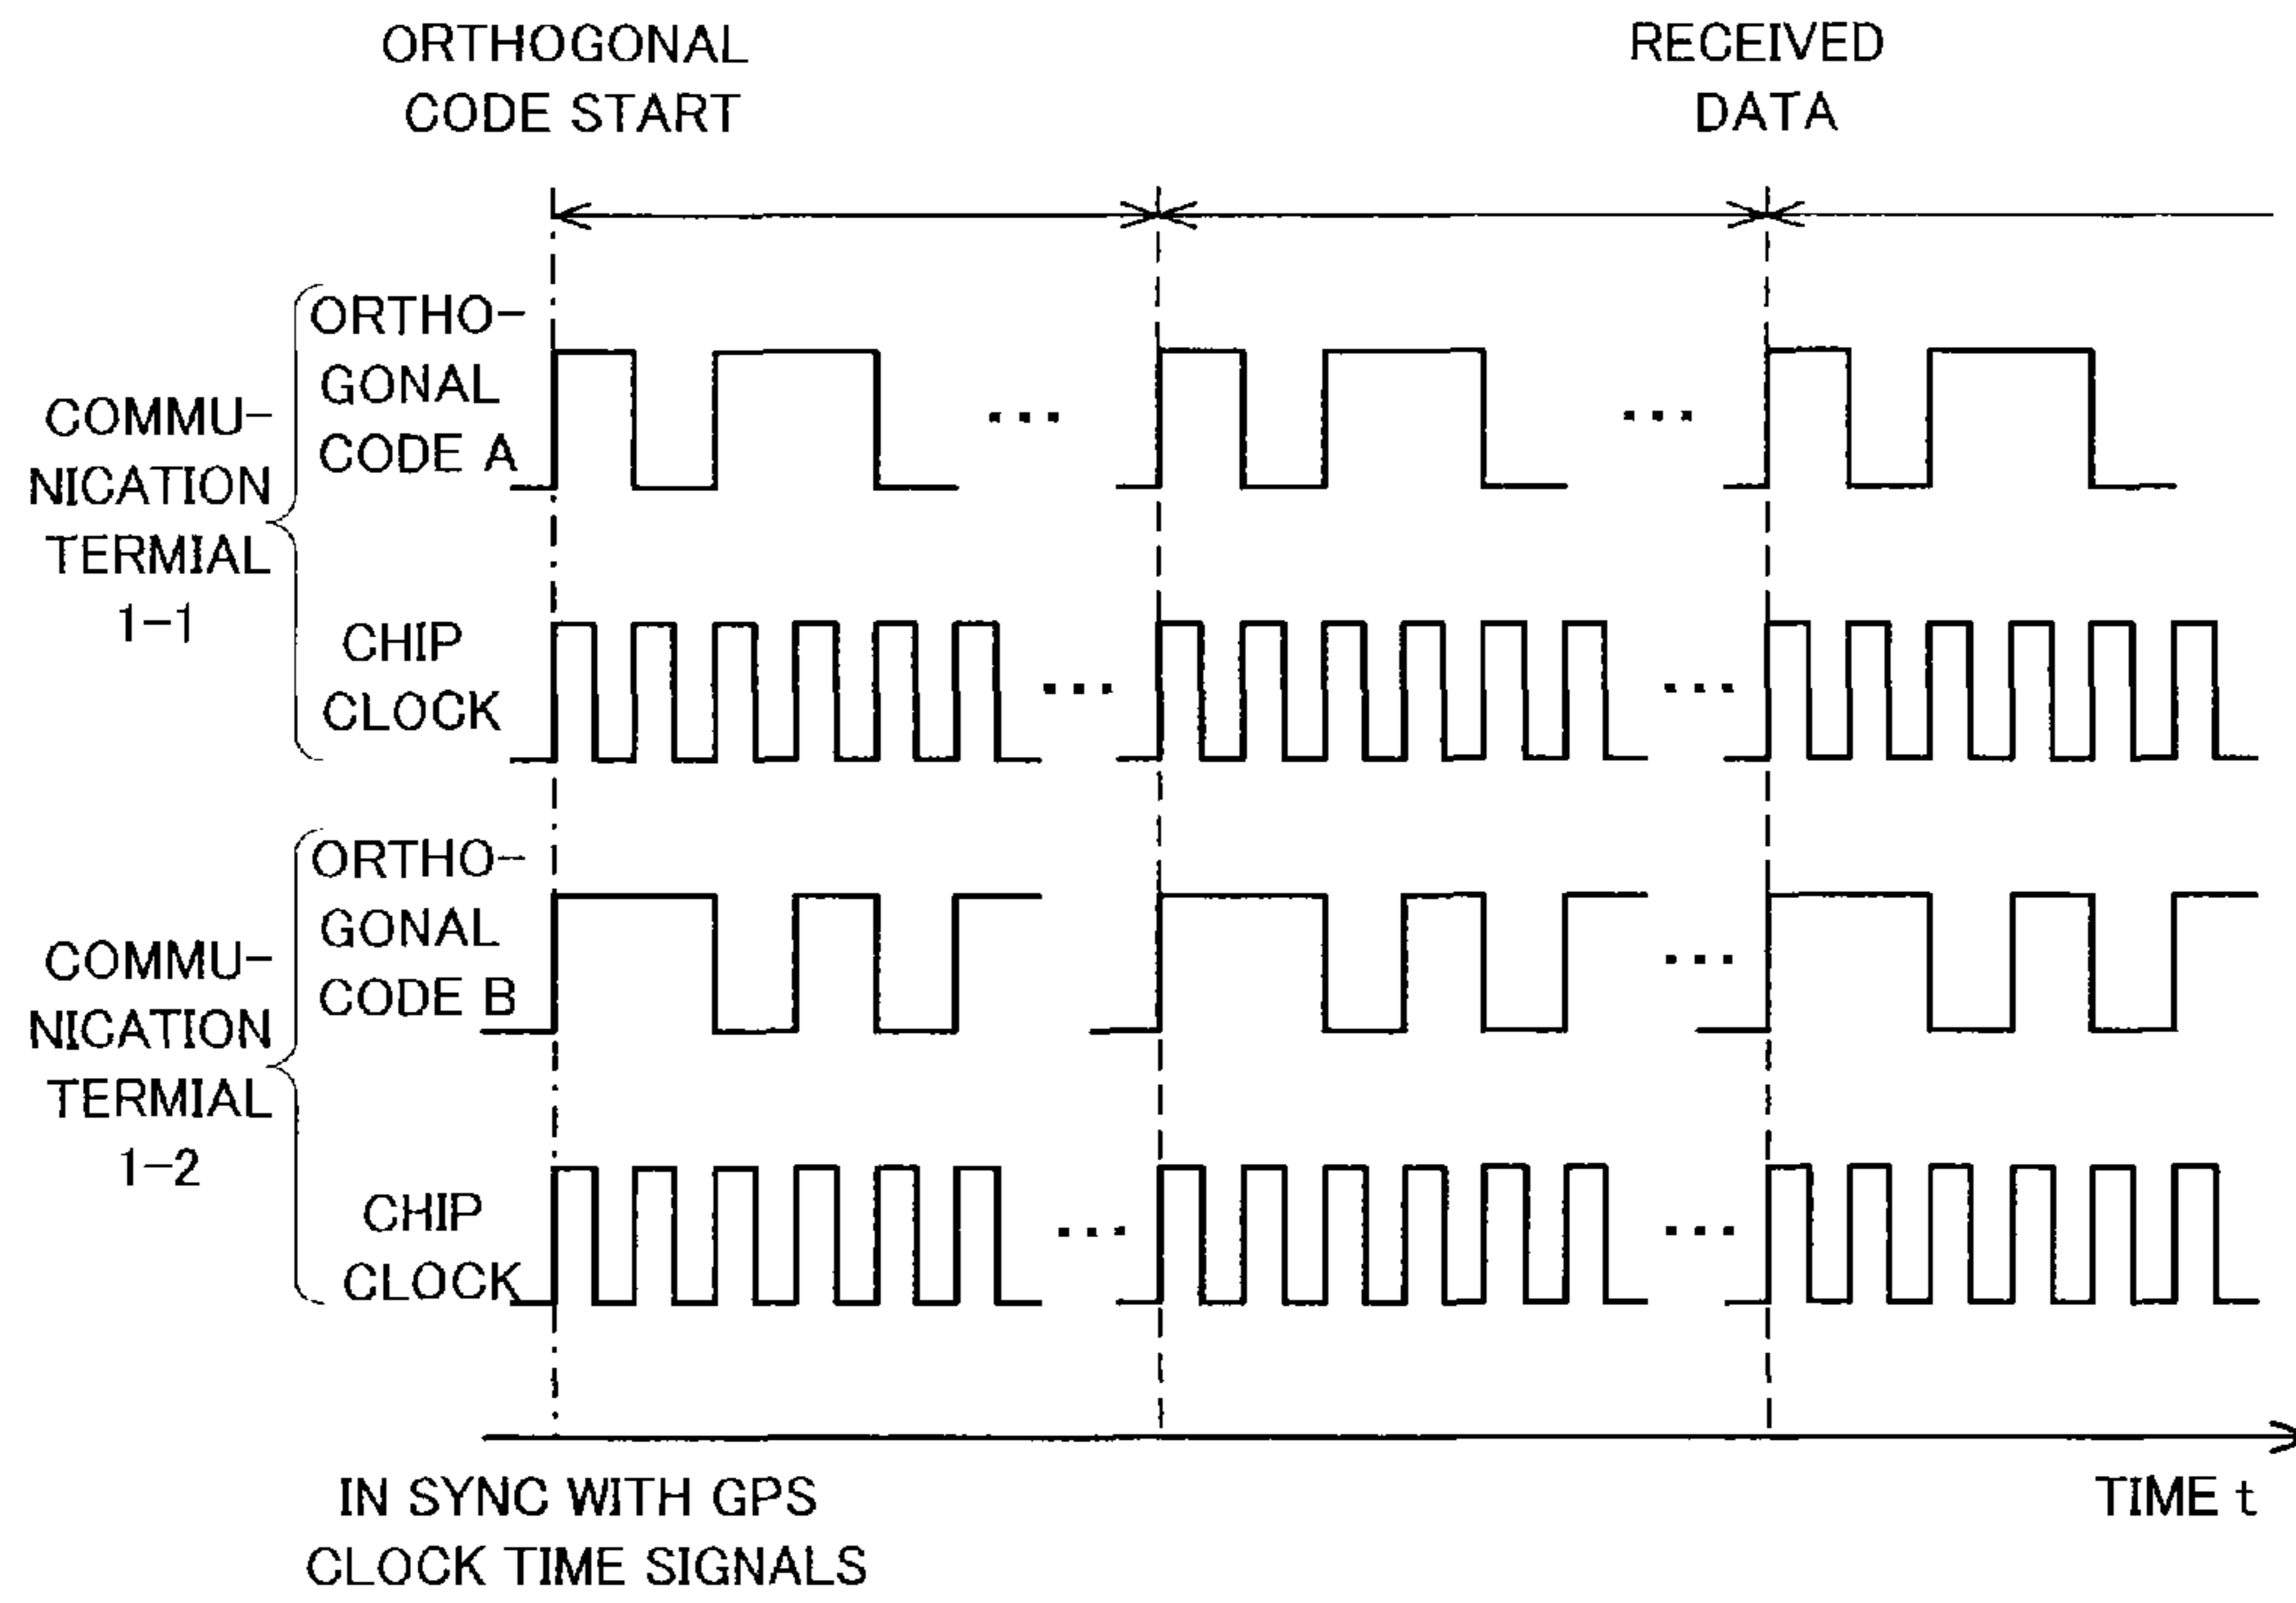 ORTHOGONAL
CODE START
RECEIVED
DATA
COMMU-
NICATION
TERMIAL
1-1
ORTHO-
GONAL
CODE A
...
...
CHIP
CLOCK
...
...
COMMU-
NICATION
TERMIAL
1-2
ORTHO-
GONAL
CODE B
...
CHIP
CLOCK
...
...
IN SYNC WITH GPS
CLOCK TIME SIGNALS
TIME t